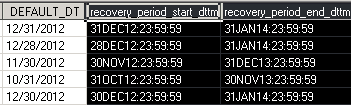 DEFAULT_DT recovery_period_start_dttm recovery_period_end_dttm
12/31/2012 31DEC12:23:59:59 31JAN14:23:59:59
12/28/2012 28DEC12:23:59:59 31JAN14:23:59:59
11/30/2012 30NOV12:23:59:59 31DEC13:23:59:59
10/31/2012 31OCT12:23:59:59 30NOV13:23:59:59
12/30/2012 30DEC12:23:59:59 31JAN14:23:59:59